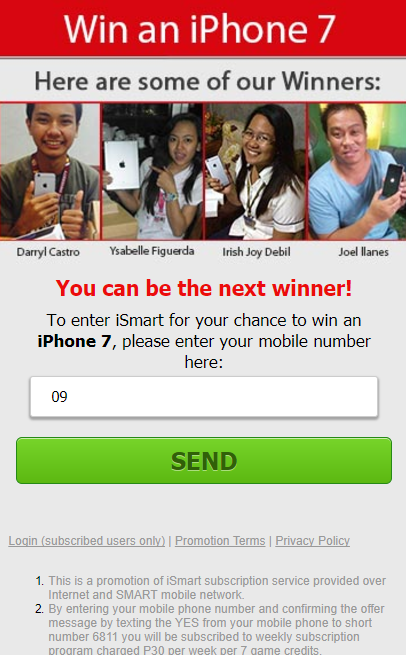 Win an iPhone 7
Here are some of our Winners:
Darryl Castro Ysabelle Figuerda Irish Joy Debil Joel Ilanes
You can be the next winner!
To enter iSmart for your chance to win an
iPhone 7, please enter your mobile number
here:
09
SEND
Login (subscribed users only) | Promotion Terms | Privacy Policy
1. This is a promotion of iSmart subscription service provided over
Internet and SMART mobile network.
2. By entering your mobile phone number and confirming the offer
message by texting the YES from your mobile phone to short
number 6811 you will be subscribed to weekly subscription
program charged P30 per week per 7 game credits.